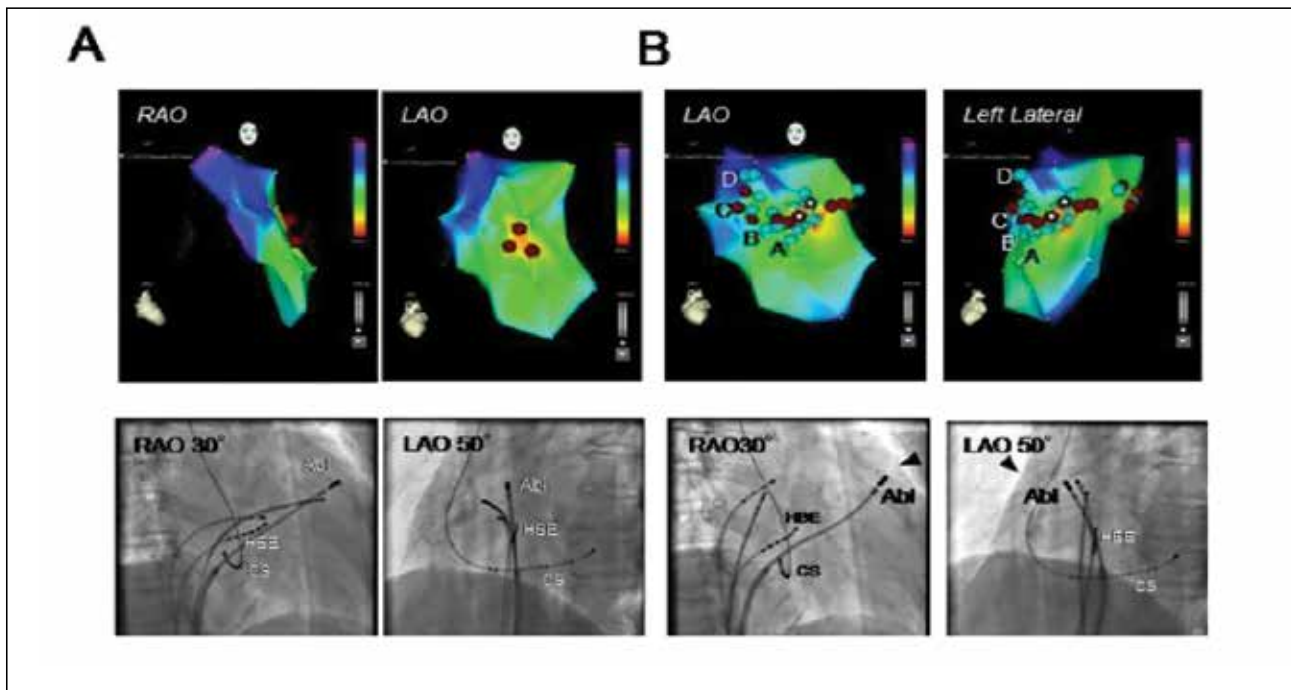 A
B
RAO
LAO
LAO
Left Lateral
D
C
B
A
D
C
B
A
RAO 30°
Abl
HBE
CS
LAO 50°
Abl
HBE
CS
RAO30°
Abl
HBE
CS
LAO 50°
Abl
HBE
CS